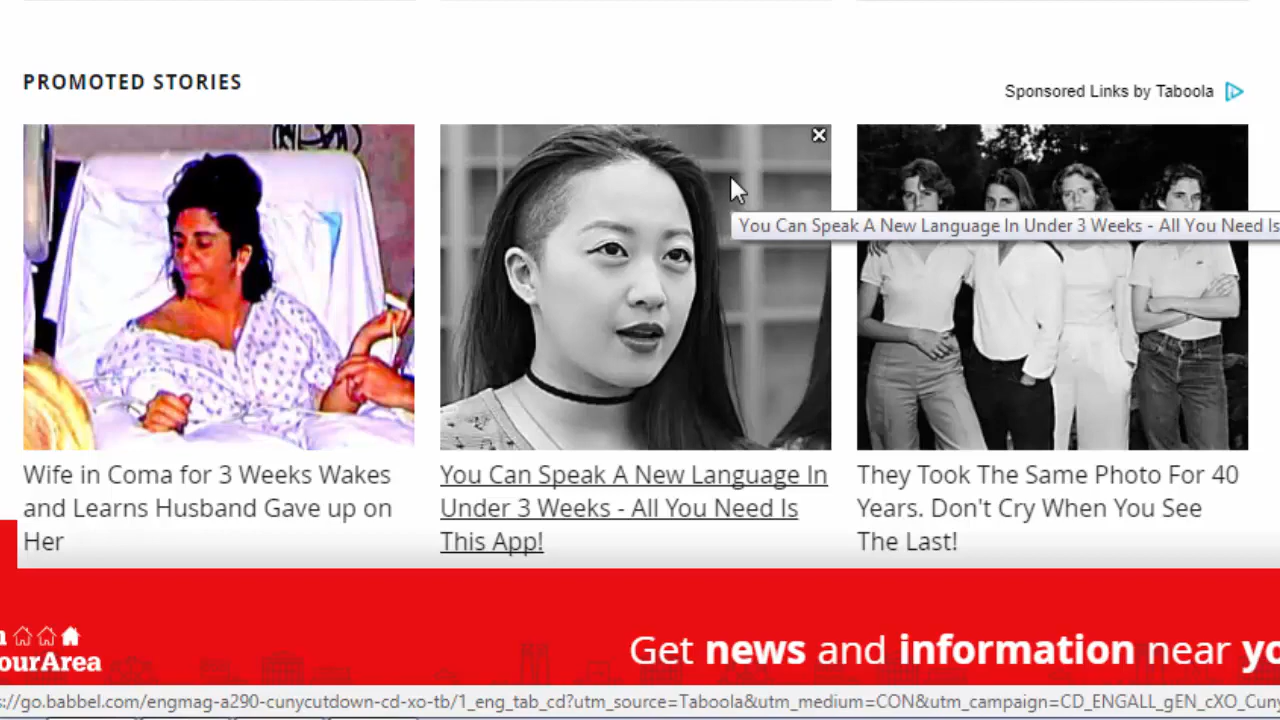 PROMOTED STORIES
Sponsored Links by Taboola
You Can Speak A New Language In Under 3 Weeks - All You Need Is
Wife in Coma for 3 Weeks Wakes
and Learns Husband Gave up on
Her
You Can Speak A New Language In
Under 3 Weeks - All You Need Is
This App!
They Took The Same Photo For 40
Years. Don't Cry When You See
The Last!
ourArea
Get news and information near yo
s://go.babbel.com/engmag-a290-cunycutdown-cd-xo-tb/1_eng_tab_cd?utm_source=Taboola&utm_medium=CON&utm_campaign=CD_ENGALL_gEN_cXO_Cuny